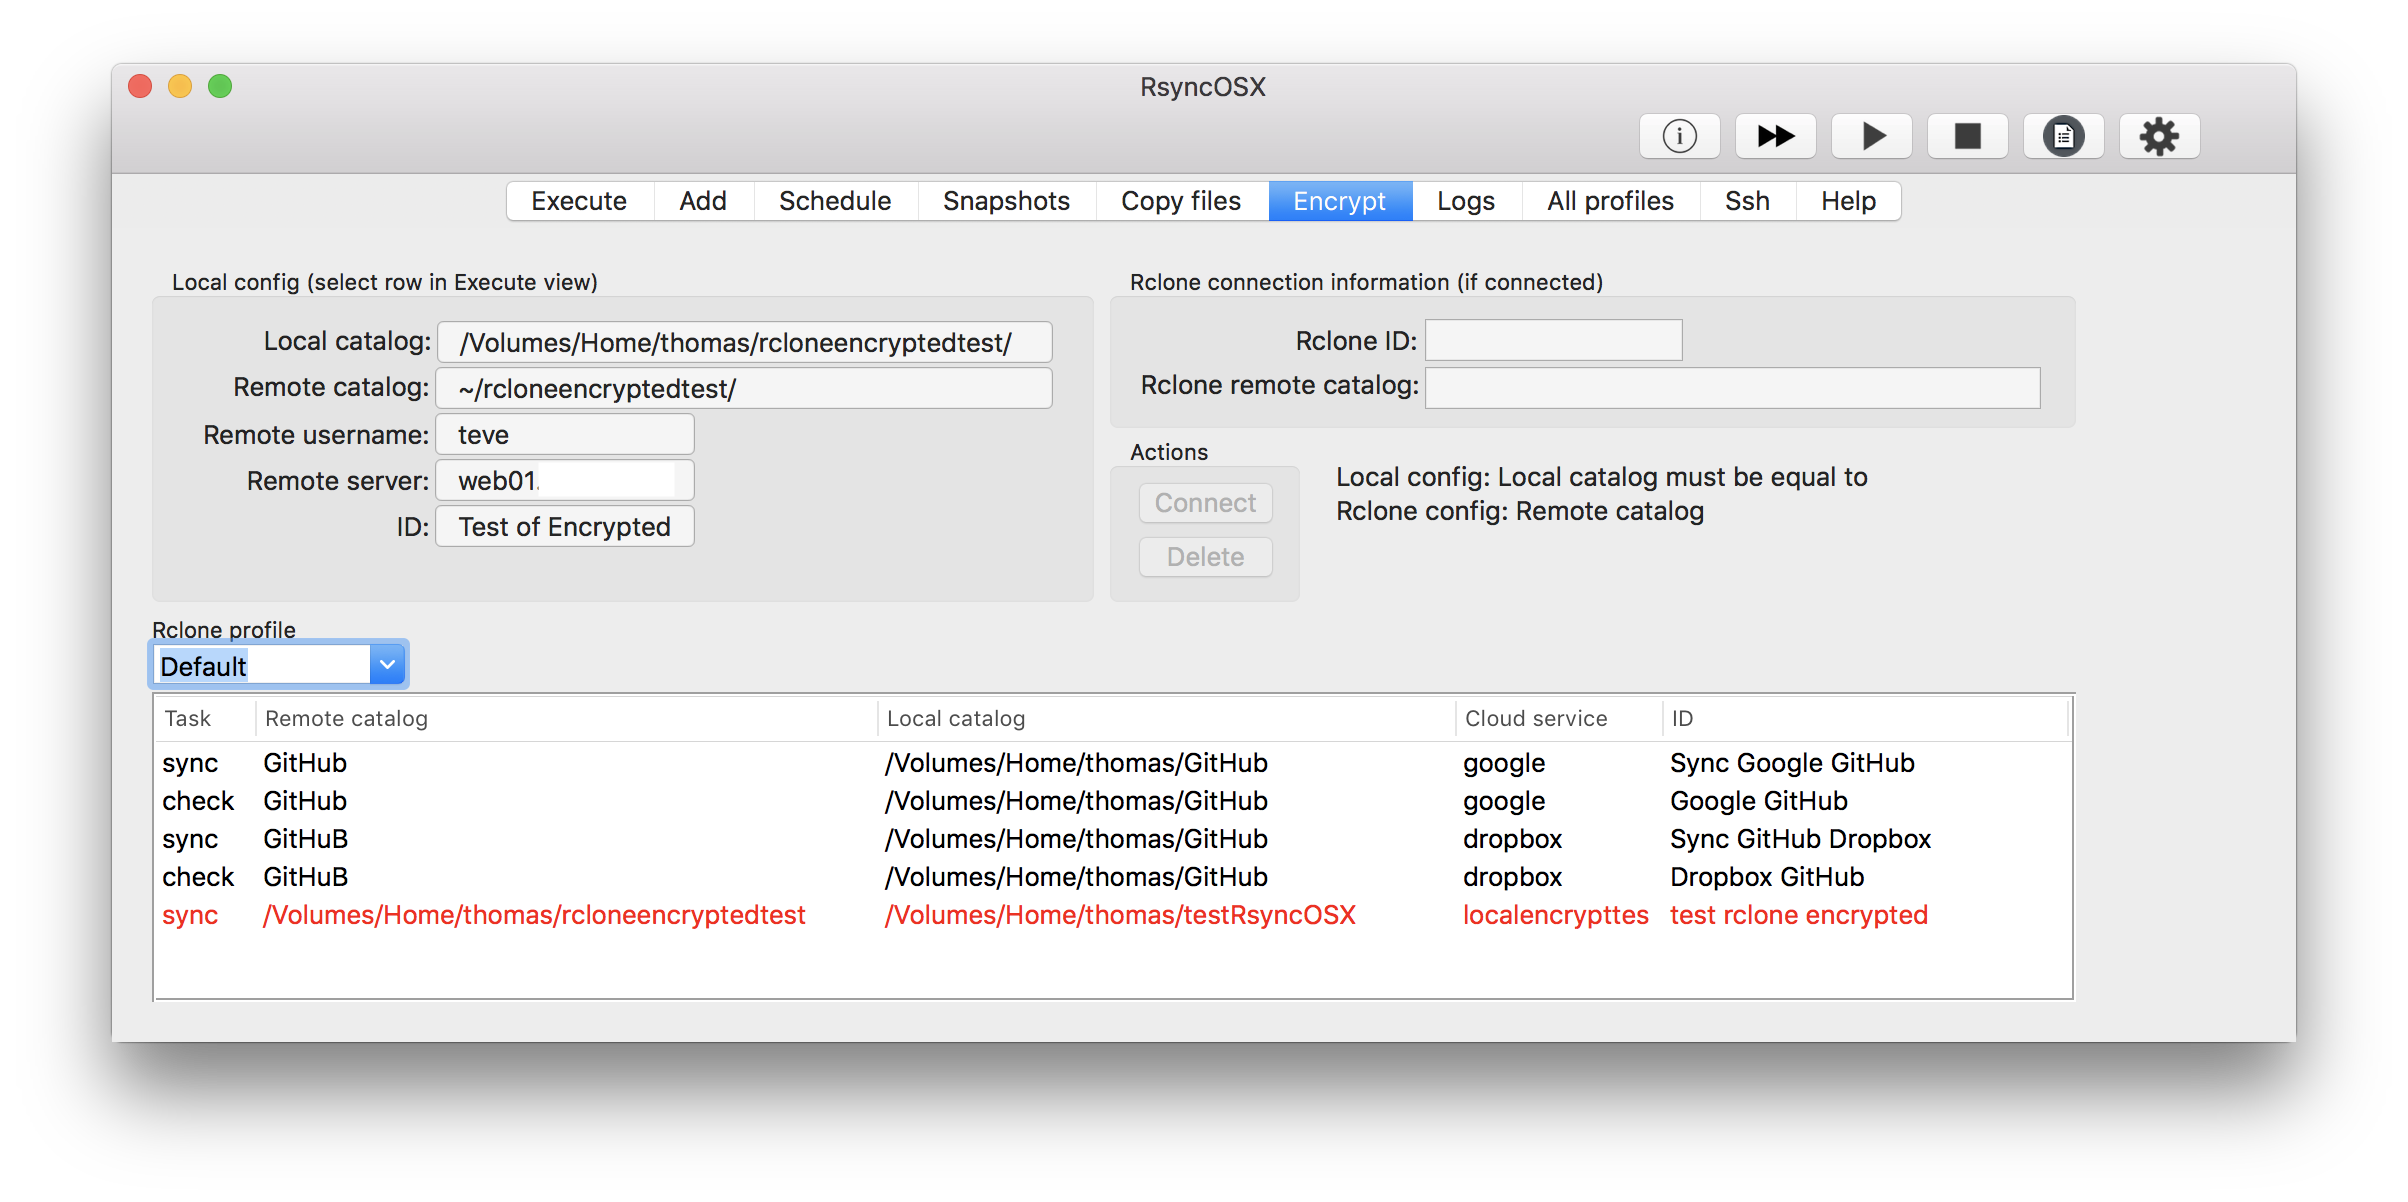 RsyncOSX
Execute Add Schedule Snapshots Copy files Encrypt Logs All profiles Ssh Help
Local config (select row in Execute view)
Local catalog: /Volumes/Home/thomas/rcloneencryptedtest/
Remote catalog: ~/rcloneencryptedtest/
Remote username: teve
Remote server: web01.
ID: Test of Encrypted
Rclone connection information (if connected)
Rclone ID:
Rclone remote catalog:
Actions
Connect
Delete
Local config: Local catalog must be equal to
Rclone config: Remote catalog
Rclone profile
Default
Task Remote catalog Local catalog Cloud service ID
sync GitHub /Volumes/Home/thomas/GitHub google Sync Google GitHub
check GitHub /Volumes/Home/thomas/GitHub google Google GitHub
sync GitHuB /Volumes/Home/thomas/GitHub dropbox Sync GitHub Dropbox
check GitHuB /Volumes/Home/thomas/GitHub dropbox Dropbox GitHub
sync /Volumes/Home/thomas/rcloneencryptedtest /Volumes/Home/thomas/testRsyncOSX localencrypttes test rclone encrypted